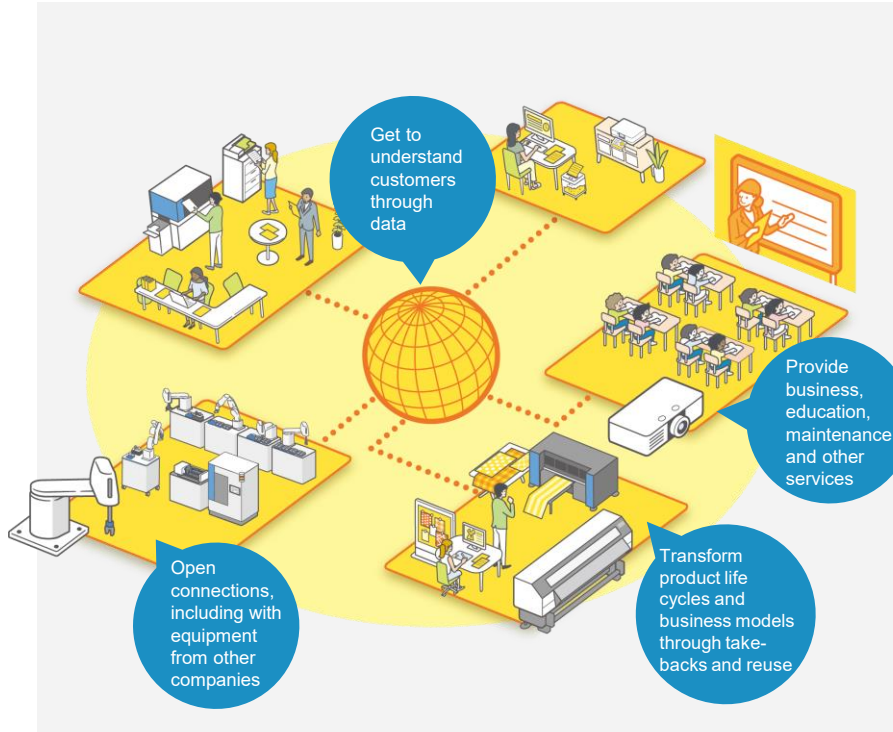 Get to
understand
customers
through
data
Provide
business,
education,
maintenance
and other
services
Open
connections,
including with
equipment
from other
companies
Transform
product life
cycles and
business models
through take-
backs and reuse